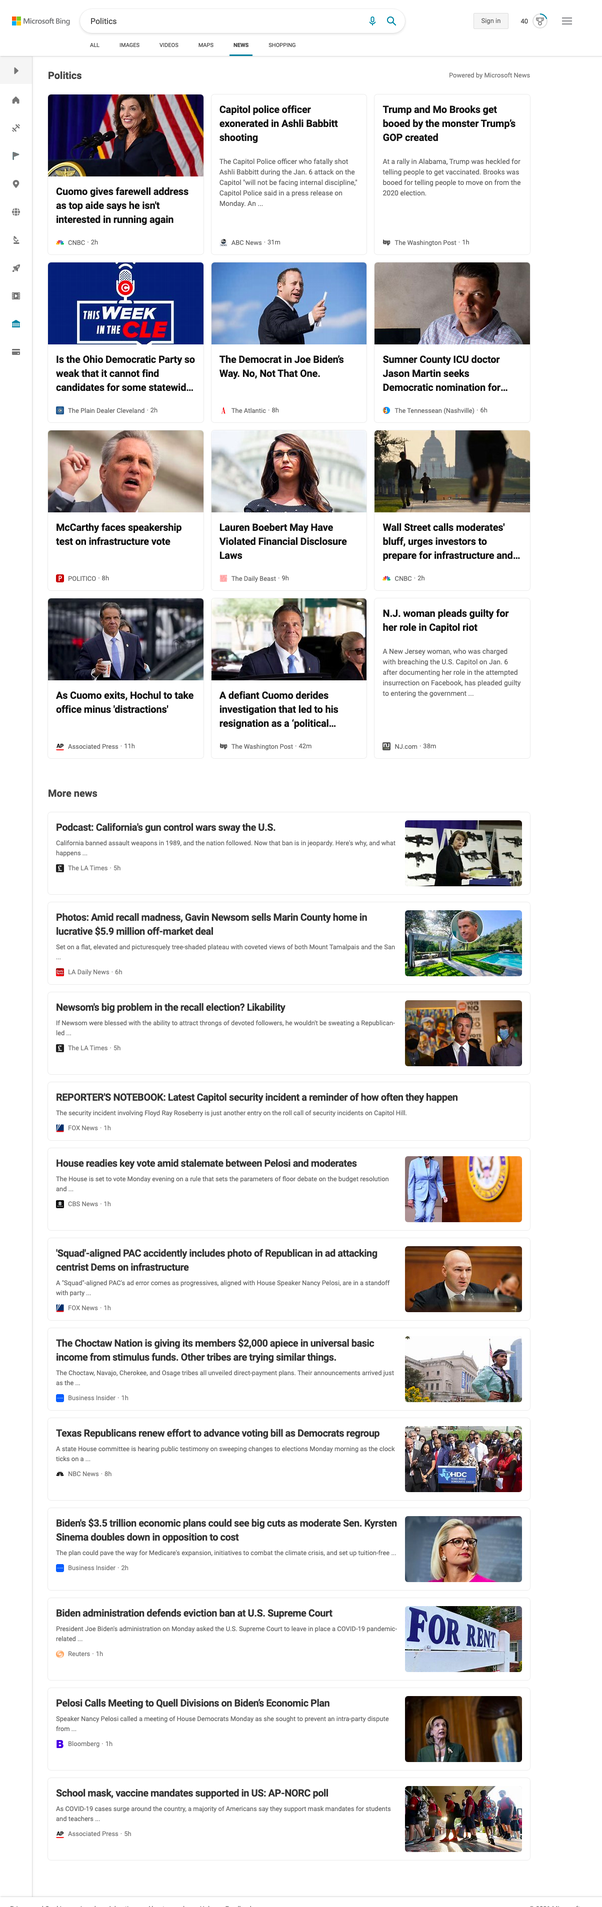 Microsoft Bing
Politics
Sign in
40
ALL
IMAGES
VIDEOS
MAPS
NEWS
SHOPPING
Politics
Powered by Microsoft News
Cuomo gives farewell address
as top aide says he isn't
interested in running again
CNBC · 2h
Capitol police officer
exonerated in Ashli Babbitt
shooting
The Capitol Police officer who fatally shot
Ashli Babbitt during the Jan. 6 attack on the
Capitol "will not be facing internal discipline,"
Capitol Police said in a press release on
Monday. An ...
ABC News · 31m
Trump and Mo Brooks get
booed by the monster Trump's
GOP created
At a rally in Alabama, Trump was heckled for
telling people to get vaccinated. Brooks was
booed for telling people to move on from the
2020 election.
The Washington Post · 1h
THIS WEEK
IN THE CLE
Is the Ohio Democratic Party so
weak that it cannot find
candidates for some statewid...
The Plain Dealer Cleveland · 2h
The Democrat in Joe Biden's
Way. No, Not That One.
The Atlantic · 8h
Sumner County ICU doctor
Jason Martin seeks
Democratic nomination for...
The Tennessean (Nashville) · 6h
McCarthy faces speakership
test on infrastructure vote
POLITICO · 8h
Lauren Boebert May Have
Violated Financial Disclosure
Laws
The Daily Beast · 9h
Wall Street calls moderates'
bluff, urges investors to
prepare for infrastructure and...
CNBC · 2h
As Cuomo exits, Hochul to take
office minus 'distractions'
AP Associated Press · 11h
A defiant Cuomo derides
investigation that led to his
resignation as a 'political...
The Washington Post · 42m
N.J. woman pleads guilty for
her role in Capitol riot
A New Jersey woman, who was charged
with breaching the U.S. Capitol on Jan. 6
after documenting her role in the attempted
insurrection on Facebook, has pleaded guilty
to entering the government ...
NJ.com · 38m
More news
Podcast: California's gun control wars sway the U.S.
California banned assault weapons in 1989, and the nation followed. Now that ban is in jeopardy. Here's why, and what
happens ...
The LA Times · 5h
Photos: Amid recall madness, Gavin Newsom sells Marin County home in
lucrative $5.9 million off-market deal
Set on a flat, elevated and picturesquely tree-shaded plateau with coveted views of both Mount Tamalpais and the San
...
LA Daily News · 6h
Newsom's big problem in the recall election? Likability
If Newsom were blessed with the ability to attract throngs of devoted followers, he wouldn't be sweating a Republican-
led ...
The LA Times · 5h
REPORTER'S NOTEBOOK: Latest Capitol security incident a reminder of how often they happen
The security incident involving Floyd Ray Roseberry is just another entry on the roll call of security incidents on Capitol Hill.
FOX News · 1h
House readies key vote amid stalemate between Pelosi and moderates
The House is set to vote Monday evening on a rule that sets the parameters of floor debate on the budget resolution
and ...
CBS News · 1h
'Squad'-aligned PAC accidently includes photo of Republican in ad attacking
centrist Dems on infrastructure
A "Squad"-aligned PAC's ad error comes as progressives, aligned with House Speaker Nancy Pelosi, are in a standoff
with party ...
FOX News · 1h
The Choctaw Nation is giving its members $2,000 apiece in universal basic
income from stimulus funds. Other tribes are trying similar things.
The Choctaw, Navajo, Cherokee, and Osage tribes all unveiled direct-payment plans. Their announcements arrived just
as the ...
Business Insider · 1h
Texas Republicans renew effort to advance voting bill as Democrats regroup
A state House committee is hearing public testimony on sweeping changes to elections Monday morning as the clock
ticks on a ...
NBC News · 8h
HDC
Biden's $3.5 trillion economic plans could see big cuts as moderate Sen. Kyrsten
Sinema doubles down in opposition to cost
The plan could pave the way for Medicare's expansion, initiatives to combat the climate crisis, and set up tuition-free ...
Business Insider · 2h
Biden administration defends eviction ban at U.S. Supreme Court
President Joe Biden's administration on Monday asked the U.S. Supreme Court to leave in place a COVID-19 pandemic-
related ...
Reuters · 1h
FOR RENT
Pelosi Calls Meeting to Quell Divisions on Biden's Economic Plan
Speaker Nancy Pelosi called a meeting of House Democrats Monday as she sought to prevent an intra-party dispute
from ...
Bloomberg · 1h
School mask, vaccine mandates supported in US: AP-NORC poll
As COVID-19 cases surge around the country, a majority of Americans say they support mask mandates for students
and teachers ...
AP Associated Press · 5h